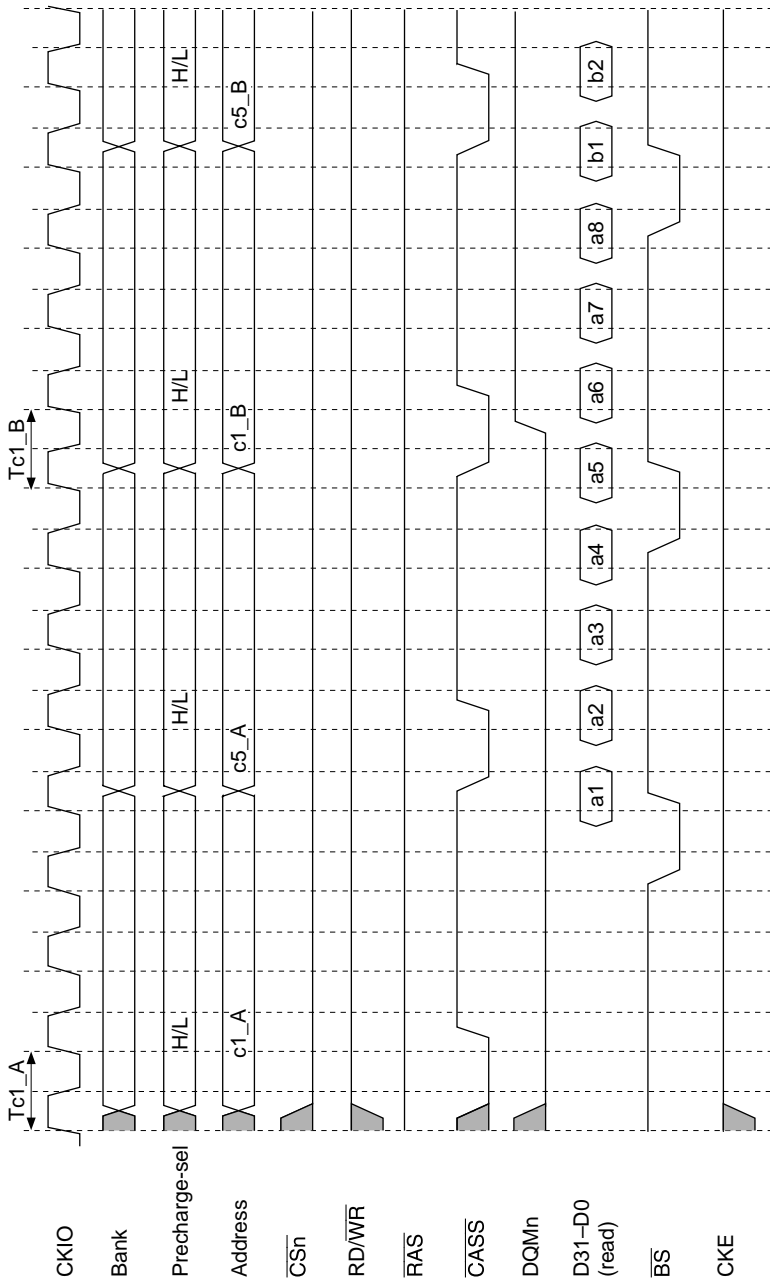 Tc1_A
Tc1_B
CKIO
Bank
Precharge-sel
H/L
H/L
H/L
H/L
Address
c1_A
c5_A
c1_B
c5_B
CSn
RD/WR
RAS
CASS
DQMn
D31–D0
(read)
a1
a2
a3
a4
a5
a6
a7
a8
b1
b2
BS
CKE